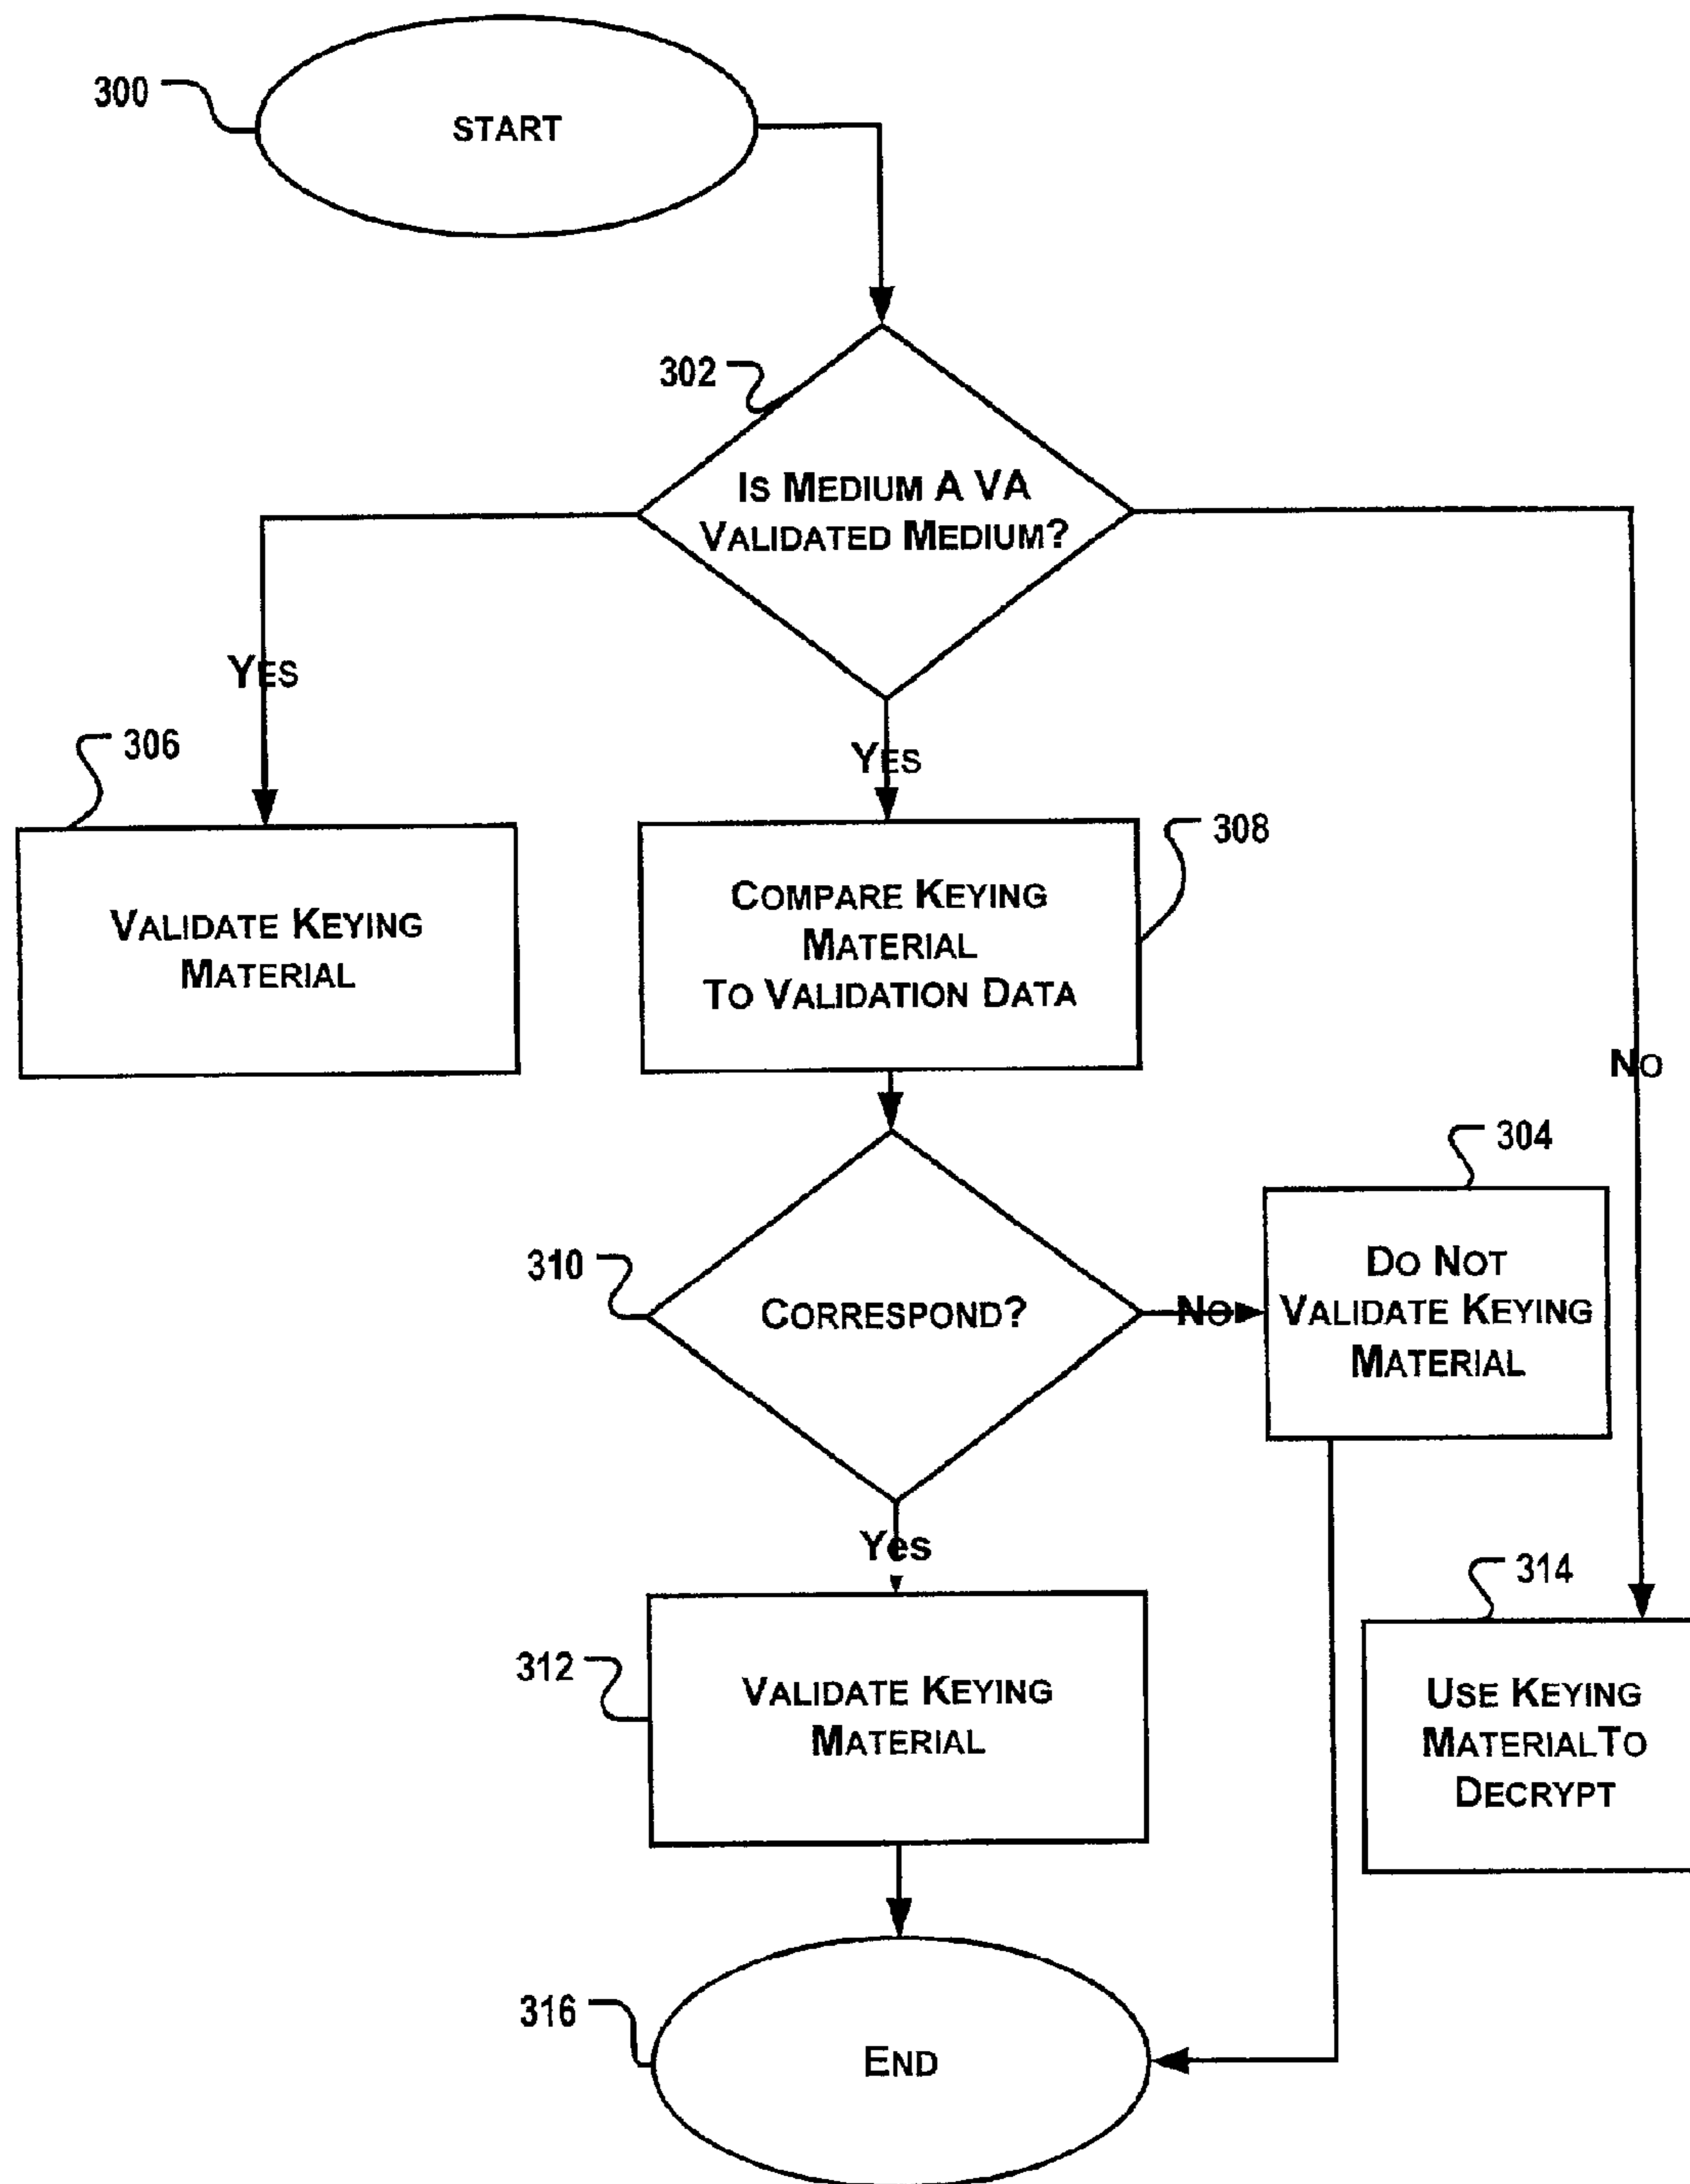 300
START
302
IS MEDIUM A VA
VALIDATED MEDIUM?
YES
YES
306
308
VALIDATE KEYING
MATERIAL
COMPARE KEYING
MATERIAL
TO VALIDATION DATA
NO
304
310
CORRESPOND?
NO
DO NOT
VALIDATE KEYING
MATERIAL
Yes
314
312
VALIDATE KEYING
MATERIAL
USE KEYING
MATERIALTO
DECRYPT
316
END